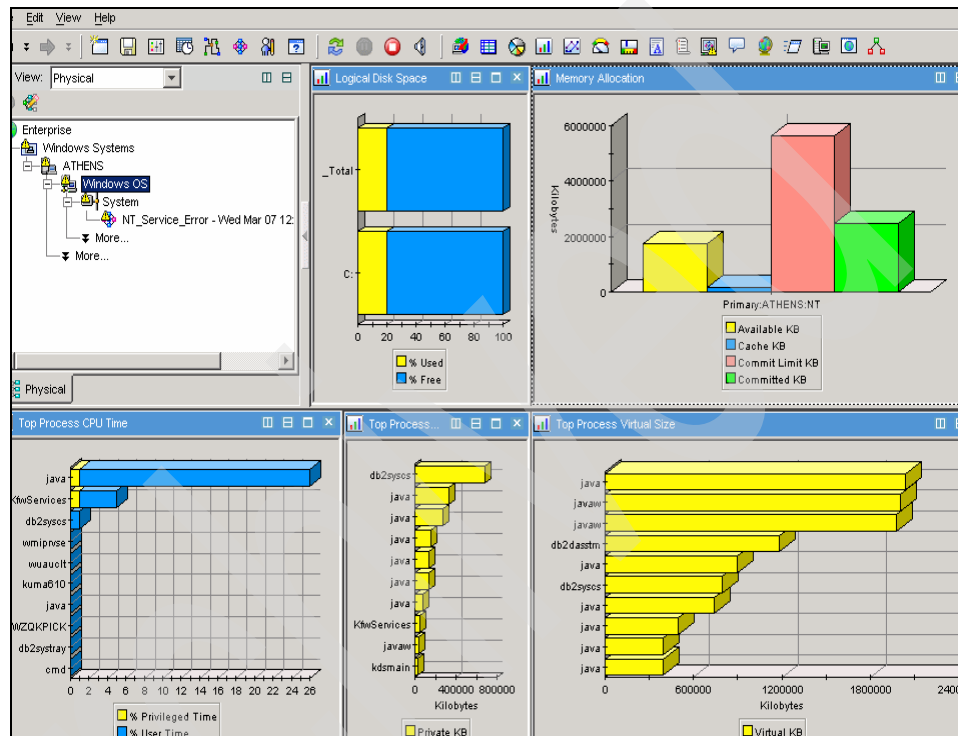 Edit View Help
View: Physical
Enterprise
Windows Systems
ATHENS
Windows OS
System
NT_Service_Error - Wed Mar 07 12:
More...
More...
Physical
Logical Disk Space
_Total
C:
0 20 40 60 80 100
% Used
% Free
Memory Allocation
6000000
4000000
2000000
0
Kilobytes
Primary:ATHENS:NT
Available KB
Cache KB
Commit Limit KB
Committed KB
Top Process CPU Time
java
KfwServices
db2syscs
wmiprvse
wuauclt
kuma610
java
WZQKPICK
db2systray
cmd
0 2 4 6 8 10 12 14 16 18 20 22 24 26
% Privileged Time
% User Time
Top Process...
db2syscs
java
java
java
java
java
java
KfwServices
javaw
kdsmain
0 400000 800000
Kilobytes
Private KB
Top Process Virtual Size
java
javaw
javaw
db2dasstm
java
db2syscs
java
java
java
java
0 600000 1200000 1800000 2400
Kilobytes
Virtual KB